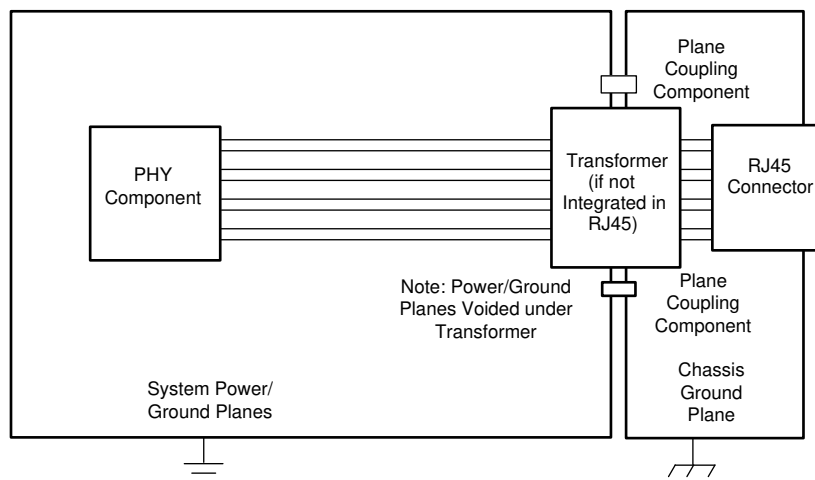 Plane
Coupling
Component
PHY
Component
Transformer
(if not
Integrated in
RJ45)
RJ45
Connector
Note: Power/Ground
Planes Voided under
Transformer
Plane
Coupling
Component
System Power/
Ground Planes
Chassis
Ground
Plane